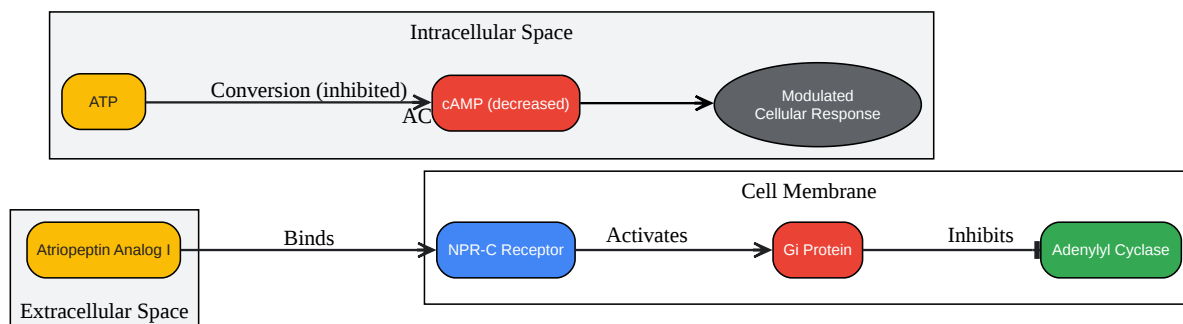 Intracellular Space
ATP
Conversion (inhibited)
AC
cAMP (decreased)
Modulated
Cellular Response
Cell Membrane
Atriopeptin Analog I
Binds
NPR-C Receptor
Activates
Gi Protein
Inhibits
Adenylyl Cyclase
Extracellular Space